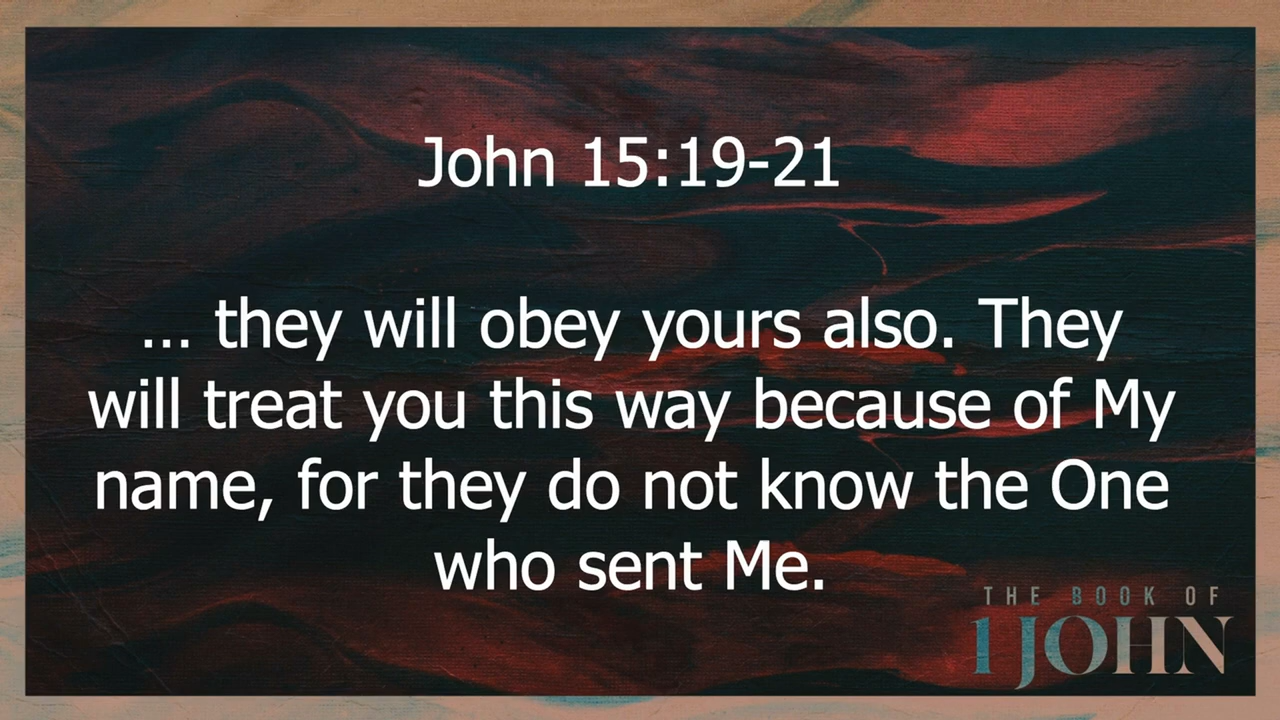 John 15:19-21
... they will obey yours also. They
will treat you this way because of My
name, for they do not know the One
who sent Me.
THE BOOK OF
1 JOHN